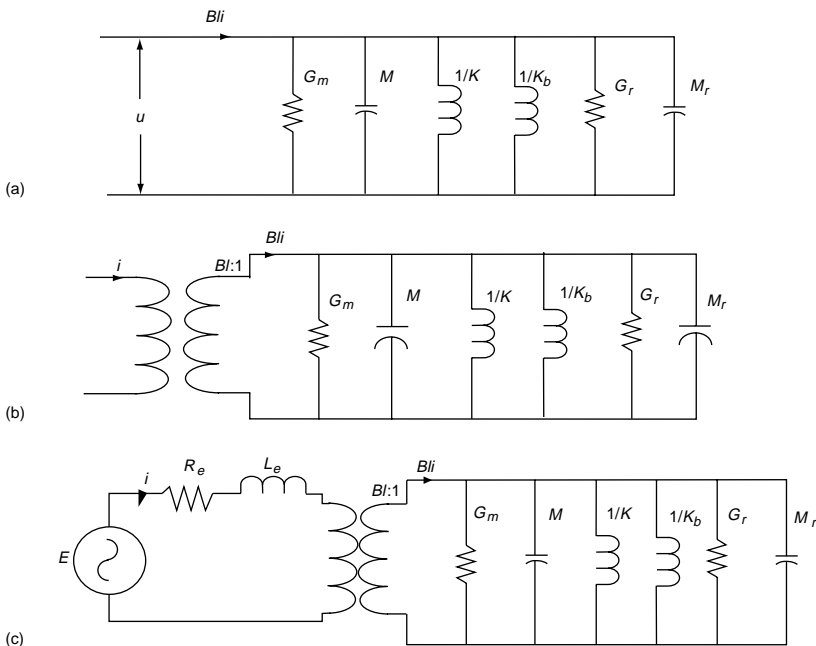 Bli
G_m M 1/K 1/K_b G_r M_r
u
(a)
i Bl:1 Bli
G_m M 1/K 1/K_b G_r M_r
(b)
i R_e L_e Bl:1 Bli
E G_m M 1/K 1/K_b G_r M_r
(c)